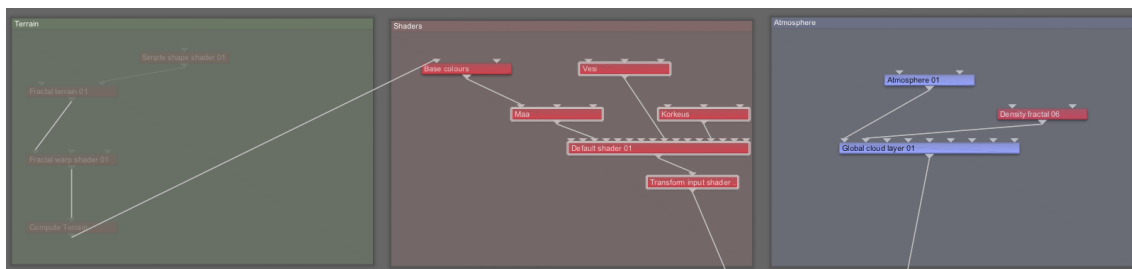 Terrain
Simple shape shader 01
Fractal terrain 01
Fractal warp shader 01
Compute Terrain
Shaders
Base colours
Vesi
Maa
Korkeus
Default shader 01
Transform input shader ..
Atmosphere
Atmosphere 01
Density fractal 06
Global cloud layer 01